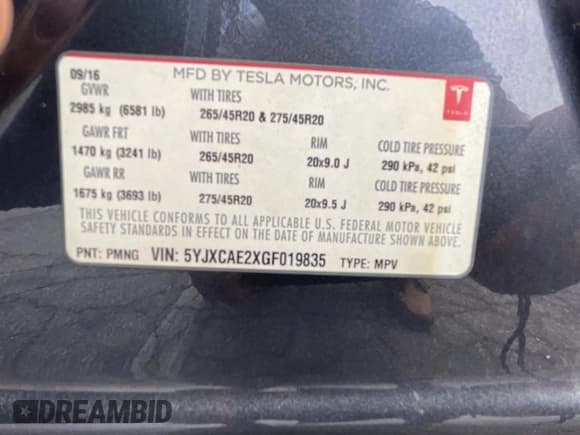 09/16 MFD BY TESLA MOTORS, INC.
GVWR WITH TIRES
2985 kg (6581 lb) 265/45R20 & 275/45R20
TESLA
GAWR FRT WITH TIRES RIM COLD TIRE PRESSURE
1470 kg (3241 lb) 265/45R20 20x9.0 J 290 kPa, 42 psi
GAWR RR WITH TIRES RIM COLD TIRE PRESSURE
1675 kg (3693 lb) 275/45R20 20x9.5 J 290 kPa, 42 psi
THIS VEHICLE CONFORMS TO ALL APPLICABLE U.S. FEDERAL MOTOR VEHICLE
SAFETY STANDARDS IN EFFECT ON THE DATE OF MANUFACTURE SHOWN ABOVE.
PNT: PMNG VIN: 5YJXCAE2XGF019835 TYPE: MPV
DREAMBID